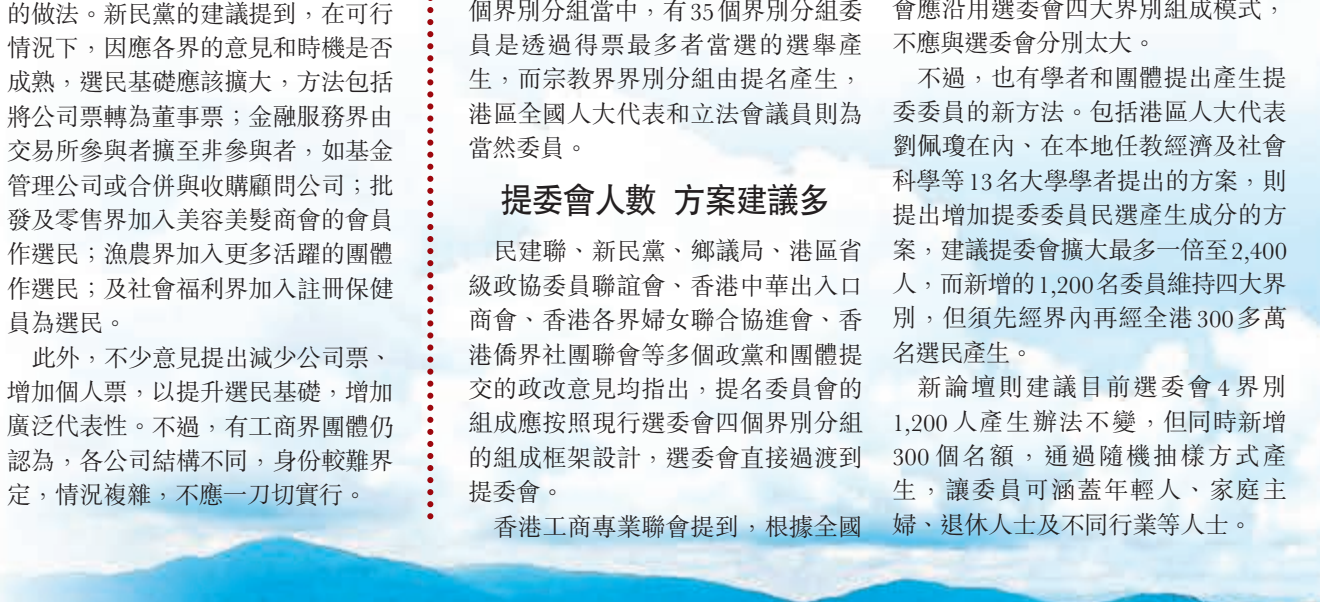 的做法。新民黨的建議提到，在可行
情況下，因應各界的意見和時機是否
成熟，選民基礎應該擴大，方法包括
將公司票轉為董事票；金融服務界由
交易所參與者擴至非參與者，如基金
管理公司或合併與收購顧問公司；批
發及零售界加入美容美髮商會的會員
作選民；漁農界加入更多活躍的團體
作選民；及社會福利界加入註冊保健
員為選民。
此外，不少意見提出減少公司票、
增加個人票，以提升選民基礎，增加
廣泛代表性。不過，有工商界團體仍
認為，各公司結構不同，身份較難界
定，情況複雜，不應一刀切實行。
個界別分組當中，有35個界別分組委
員是透過得票最多者當選的選舉產
生，而宗教界界別分組由提名產生，
港區全國人大代表和立法會議員則為
當然委員。
提委會人數 方案建議多
民建聯、新民黨、鄉議局、港區省
級政協委員聯誼會、香港中華出入口
商會、香港各界婦女聯合協進會、香
港僑界社團聯會等多個政黨和團體提
交的政改意見均指出，提名委員會的
組成應按照現行選委會四個界別分組
的組成框架設計，選委會直接過渡到
提委會。
香港工商專業聯會提到，根據全國
會應沿用選委會四大界別組成模式，
不應與選委會分別太大。
不過，也有學者和團體提出產生提
委委員的新方法。包括港區人大代表
劉佩瓊在內、在本地任教經濟及社會
科學等13名大學學者提出的方案，則
提出增加提委委員民選產生成分的方
案，建議提委會擴大最多一倍至2,400
人，而新增的1,200名委員維持四大界
別，但須先經界內再經全港300多萬
名選民產生。
新論壇則建議目前選委會4界別
1,200人產生辦法不變，但同時新增
300個名額，通過隨機抽樣方式產
生，讓委員可涵蓋年輕人、家庭主
婦、退休人士及不同行業等人士。